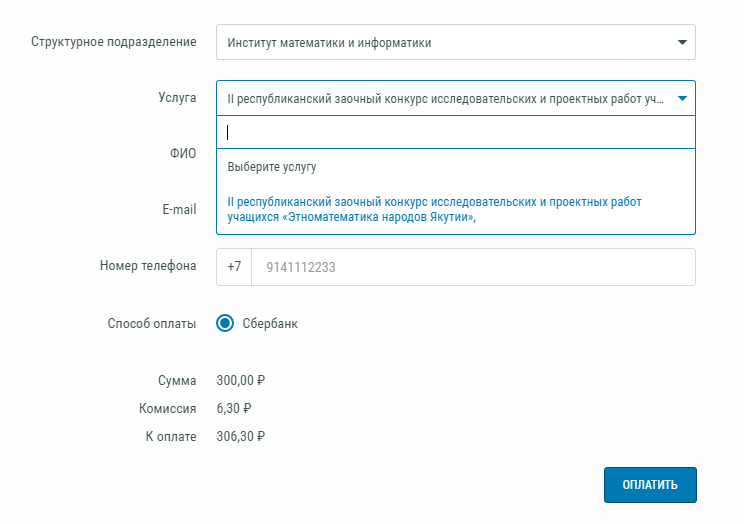 Структурное подразделение
Институт математики и информатики
Услуга
II республиканский заочный конкурс исследовательских и проектных работ уч...
ФИО
Выберите услугу
E-mail
II республиканский заочный конкурс исследовательских и проектных работ
учащихся «Этноматематика народов Якутии»,
Номер телефона
+7
9141112233
Способ оплаты
Сбербанк
Сумма
300,00 ₽
Комиссия
6,30 ₽
К оплате
306,30 ₽
ОПЛАТИТЬ